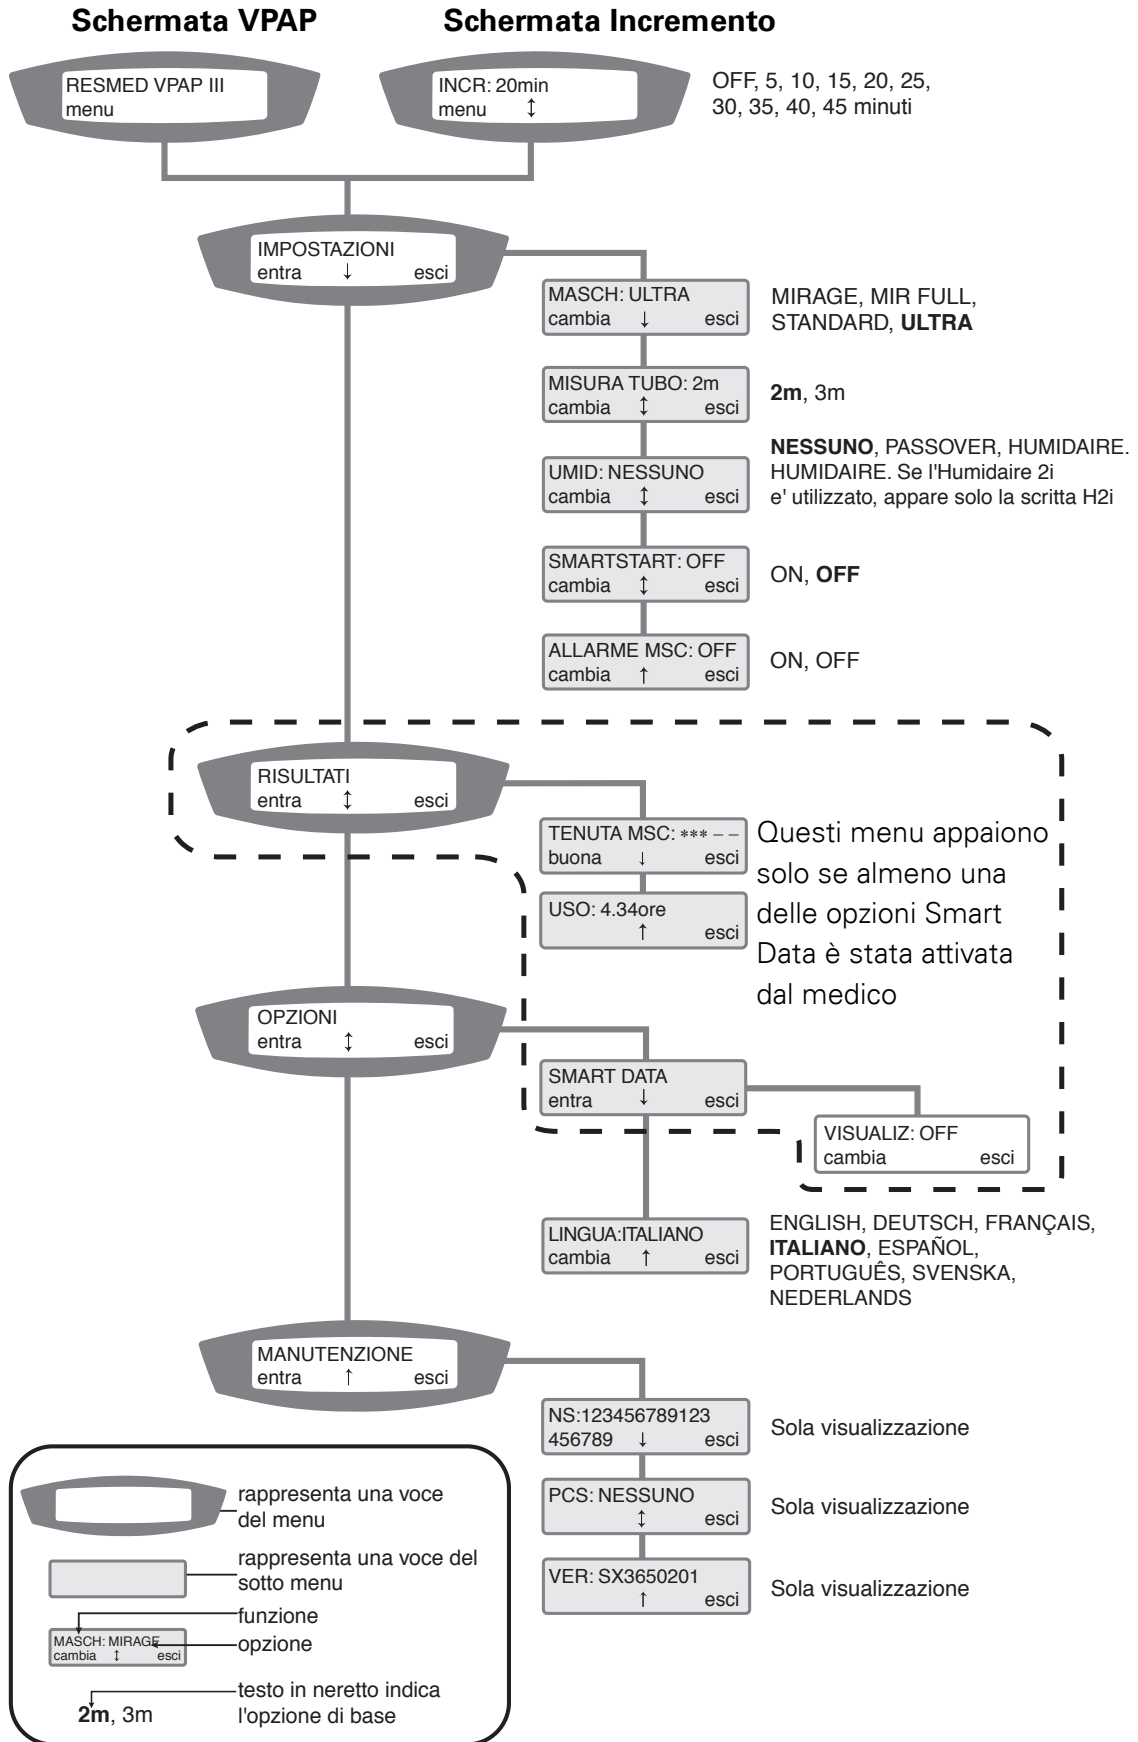 Schermata VPAP
Schermata Incremento
RESMED VPAP III
menu
INCR: 20min
menu ↕
OFF, 5, 10, 15, 20, 25,
30, 35, 40, 45 minuti
IMPOSTAZIONI
entra ↓ esci
MASCH: ULTRA
cambia ↓ esci
MIRAGE, MIR FULL,
STANDARD, ULTRA
MISURA TUBO: 2m
cambia ↕ esci
2m, 3m
UMID: NESSUNO
cambia ↕ esci
NESSUNO, PASSOVER, HUMIDAIRE.
HUMIDAIRE. Se l'Humidaire 2i
e' utilizzato, appare solo la scritta H2i
SMARTSTART: OFF
cambia ↕ esci
ON, OFF
ALLARME MSC: OFF
cambia ↑ esci
ON, OFF
RISULTATI
entra ↕ esci
TENUTA MSC: *** – –
buona ↓ esci
USO: 4.34ore
↑ esci
Questi menu appaiono
solo se almeno una
delle opzioni Smart
Data è stata attivata
dal medico
OPZIONI
entra ↕ esci
SMART DATA
entra ↓ esci
VISUALIZ: OFF
cambia esci
LINGUA:ITALIANO
cambia ↑ esci
ENGLISH, DEUTSCH, FRANÇAIS,
ITALIANO, ESPAÑOL,
PORTUGUÊS, SVENSKA,
NEDERLANDS
MANUTENZIONE
entra ↑ esci
NS:123456789123
456789 ↓ esci
Sola visualizzazione
PCS: NESSUNO
↕ esci
Sola visualizzazione
VER: SX3650201
↑ esci
Sola visualizzazione
rappresenta una voce
del menu
rappresenta una voce del
sotto menu
funzione
MASCH: MIRAGE
cambia ↕ esci
opzione
2m, 3m
testo in neretto indica
l'opzione di base